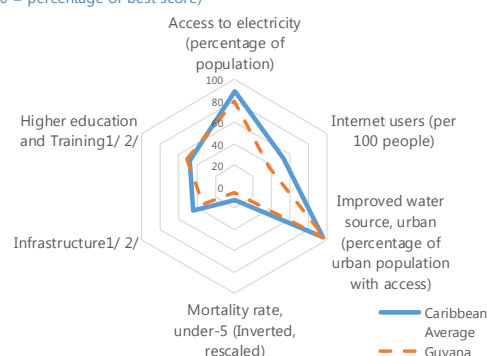 = percentage of best score)
Access to electricity
(percentage of
population)
100
80
60
40
20
0
Higher education
and Training1/ 2/
Internet users (per
100 people)
Improved water
source, urban
(percentage of
urban population
with access)
Infrastructure1/ 2/
Mortality rate,
under-5 (Inverted,
rescaled)
Caribbean
Average
Guyana